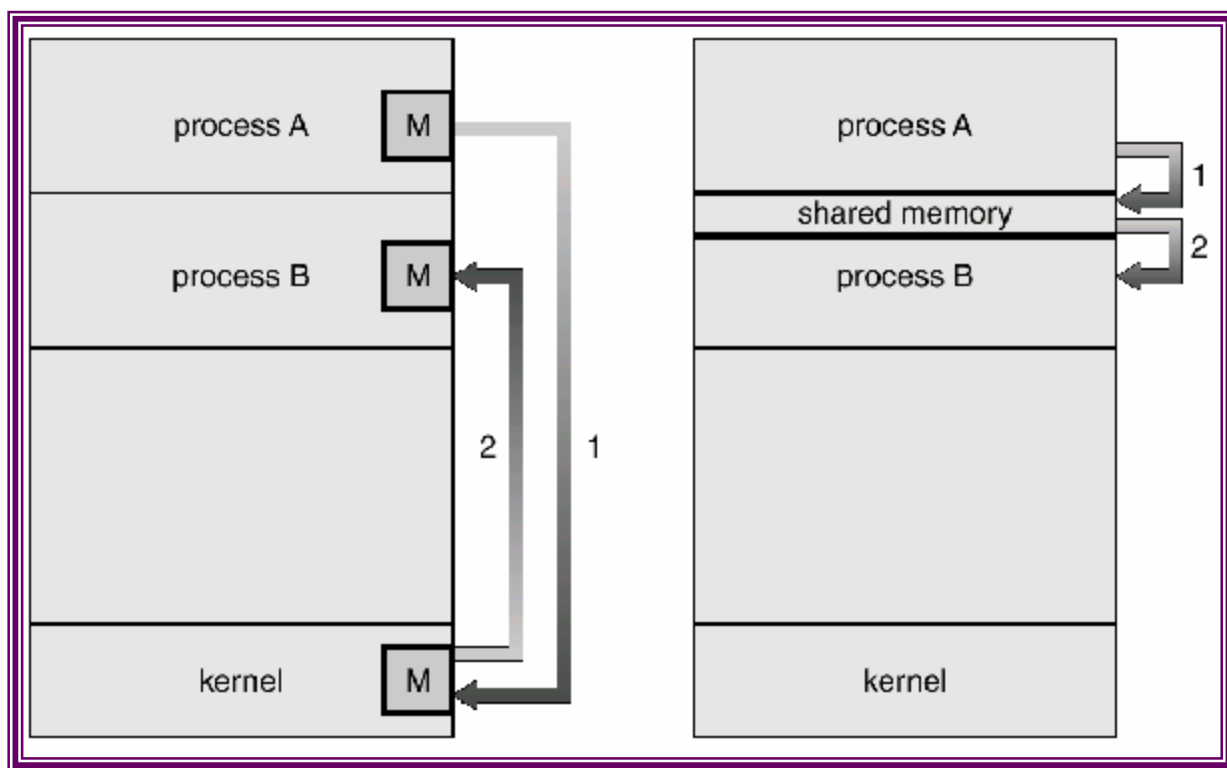 process A
M
process B
M
2
1
kernel
M
process A
1
shared memory
2
process B
kernel